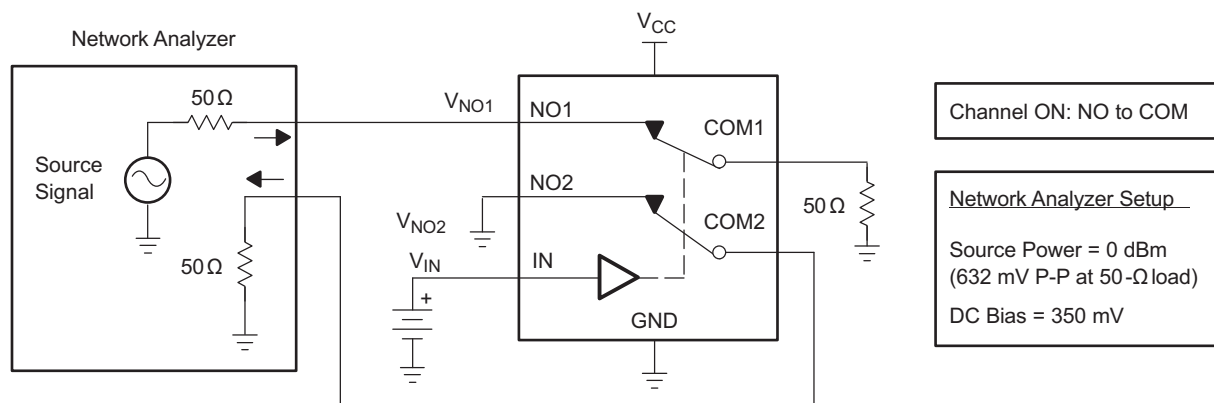 Network Analyzer
50 Ω
Source
Signal
50 Ω
V_CC
V_NO1
NO1
COM1
NO2
V_NO2
COM2
V_IN
IN
+
GND
50 Ω
Channel ON: NO to COM
Network Analyzer Setup
Source Power = 0 dBm
(632 mV P-P at 50-Ω load)
DC Bias = 350 mV